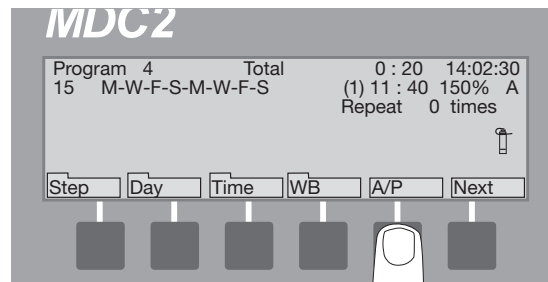 MDC2
Program 4 Total 0 : 20 14:02:30
15 M-W-F-S-M-W-F-S (1) 11 : 40 150% A
Repeat 0 times
Step Day Time WB A/P Next